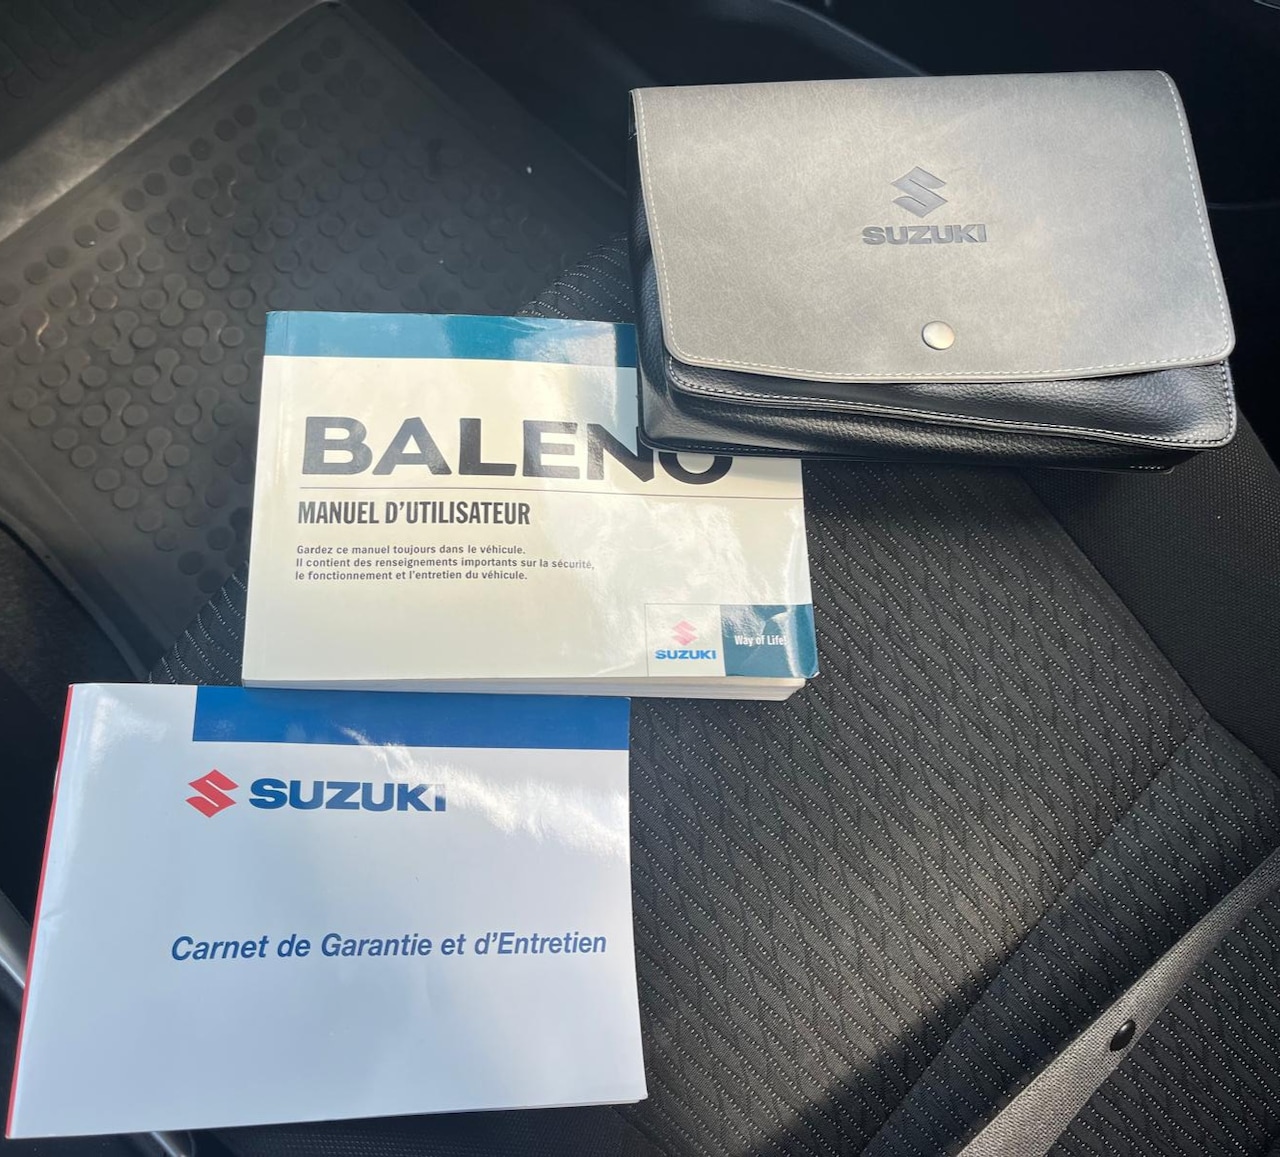 SUZUKI
BALENO
MANUEL D'UTILISATEUR
Gardez ce manuel toujours dans le véhicule.
Il contient des renseignements importants sur la sécurité,
le fonctionnement et l'entretien du véhicule.
SUZUKI
Way of Life!
SUZUKI
Carnet de Garantie et d'Entretien